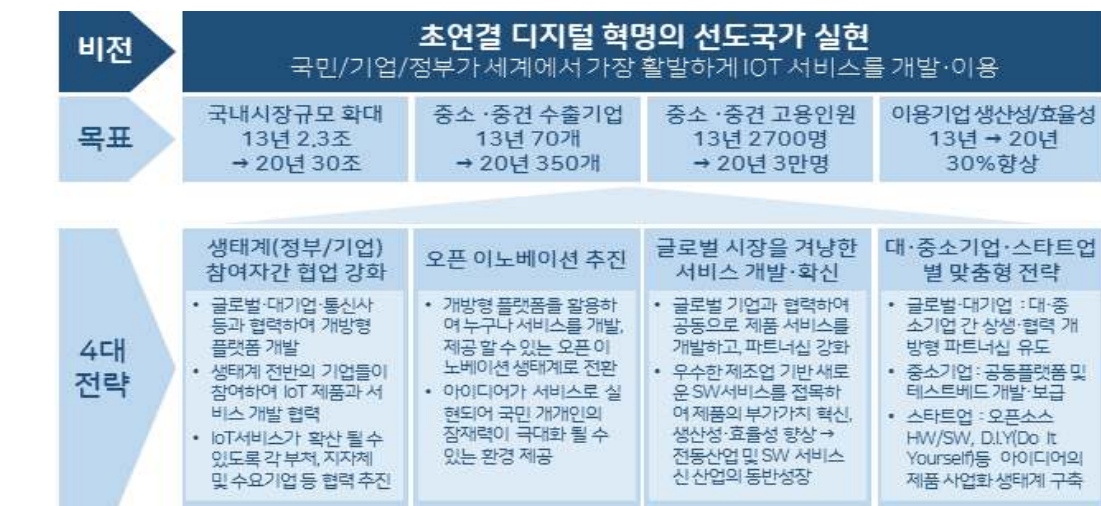 비전
초연결 디지털 혁명의 선도국가 실현
국민/기업/정부가 세계에서 가장 활발하게 IOT 서비스를 개발·이용
목표
국내시장규모 확대
13년 2.3조
→ 20년 30조
중소 ·중견 수출기업
13년 70개
→ 20년 350개
중소 ·중견 고용인원
13년 2700명
→ 20년 3만명
이용기업 생산성/효율성
13년 → 20년
30%향상
4대
전략
생태계(정부/기업)
참여자간 협업 강화
• 글로벌·대기업·통신사
등과 협력하여 개방형
플랫폼 개발
• 생태계 전반의 기업들이
참여하여 IoT 제품과 서
비스 개발 협력
• IoT서비스가 확산 될 수
있도록 각 부처, 지자체
및 수요기업 등 협력 추진
오픈 이노베이션 추진
• 개방형 플랫폼을 활용하
여 누구나 서비스를 개발,
제공 할 수 있는 오픈 이
노베이션 생태계로 전환
• 아이디어가 서비스로 실
현되어 국민 개개인의
잠재력이 극대화 될 수
있는 환경 제공
글로벌 시장을 겨냥한
서비스 개발·확신
• 글로벌 기업과 협력하여
공동으로 제품 서비스를
개발하고, 파트너십 강화
• 우수한 제조업 기반 새로
운 SW서비스를 접목하
여 제품의 부가가치 혁신,
생산성·효율성 향상 →
전동산업 및 SW 서비스
신 산업의 동반성장
대·중소기업·스타트업
별 맞춤형 전략
• 글로벌·대기업 : 대·중
소기업 간 상생·협력 개
방형 파트너십 유도
• 중소기업 : 공동플랫폼 및
테스트베드 개발·보급
• 스타트업 : 오픈소스
HW/SW, D.I.Y(Do It
Yourself)등 아이디어의
제품 사업화 생태계 구축